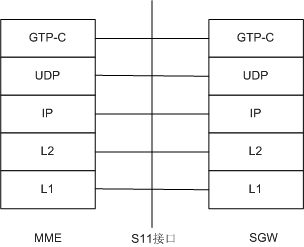 GTP-C GTP-C
UDP UDP
IP IP
L2 L2
L1 L1
MME S11接口 SGW